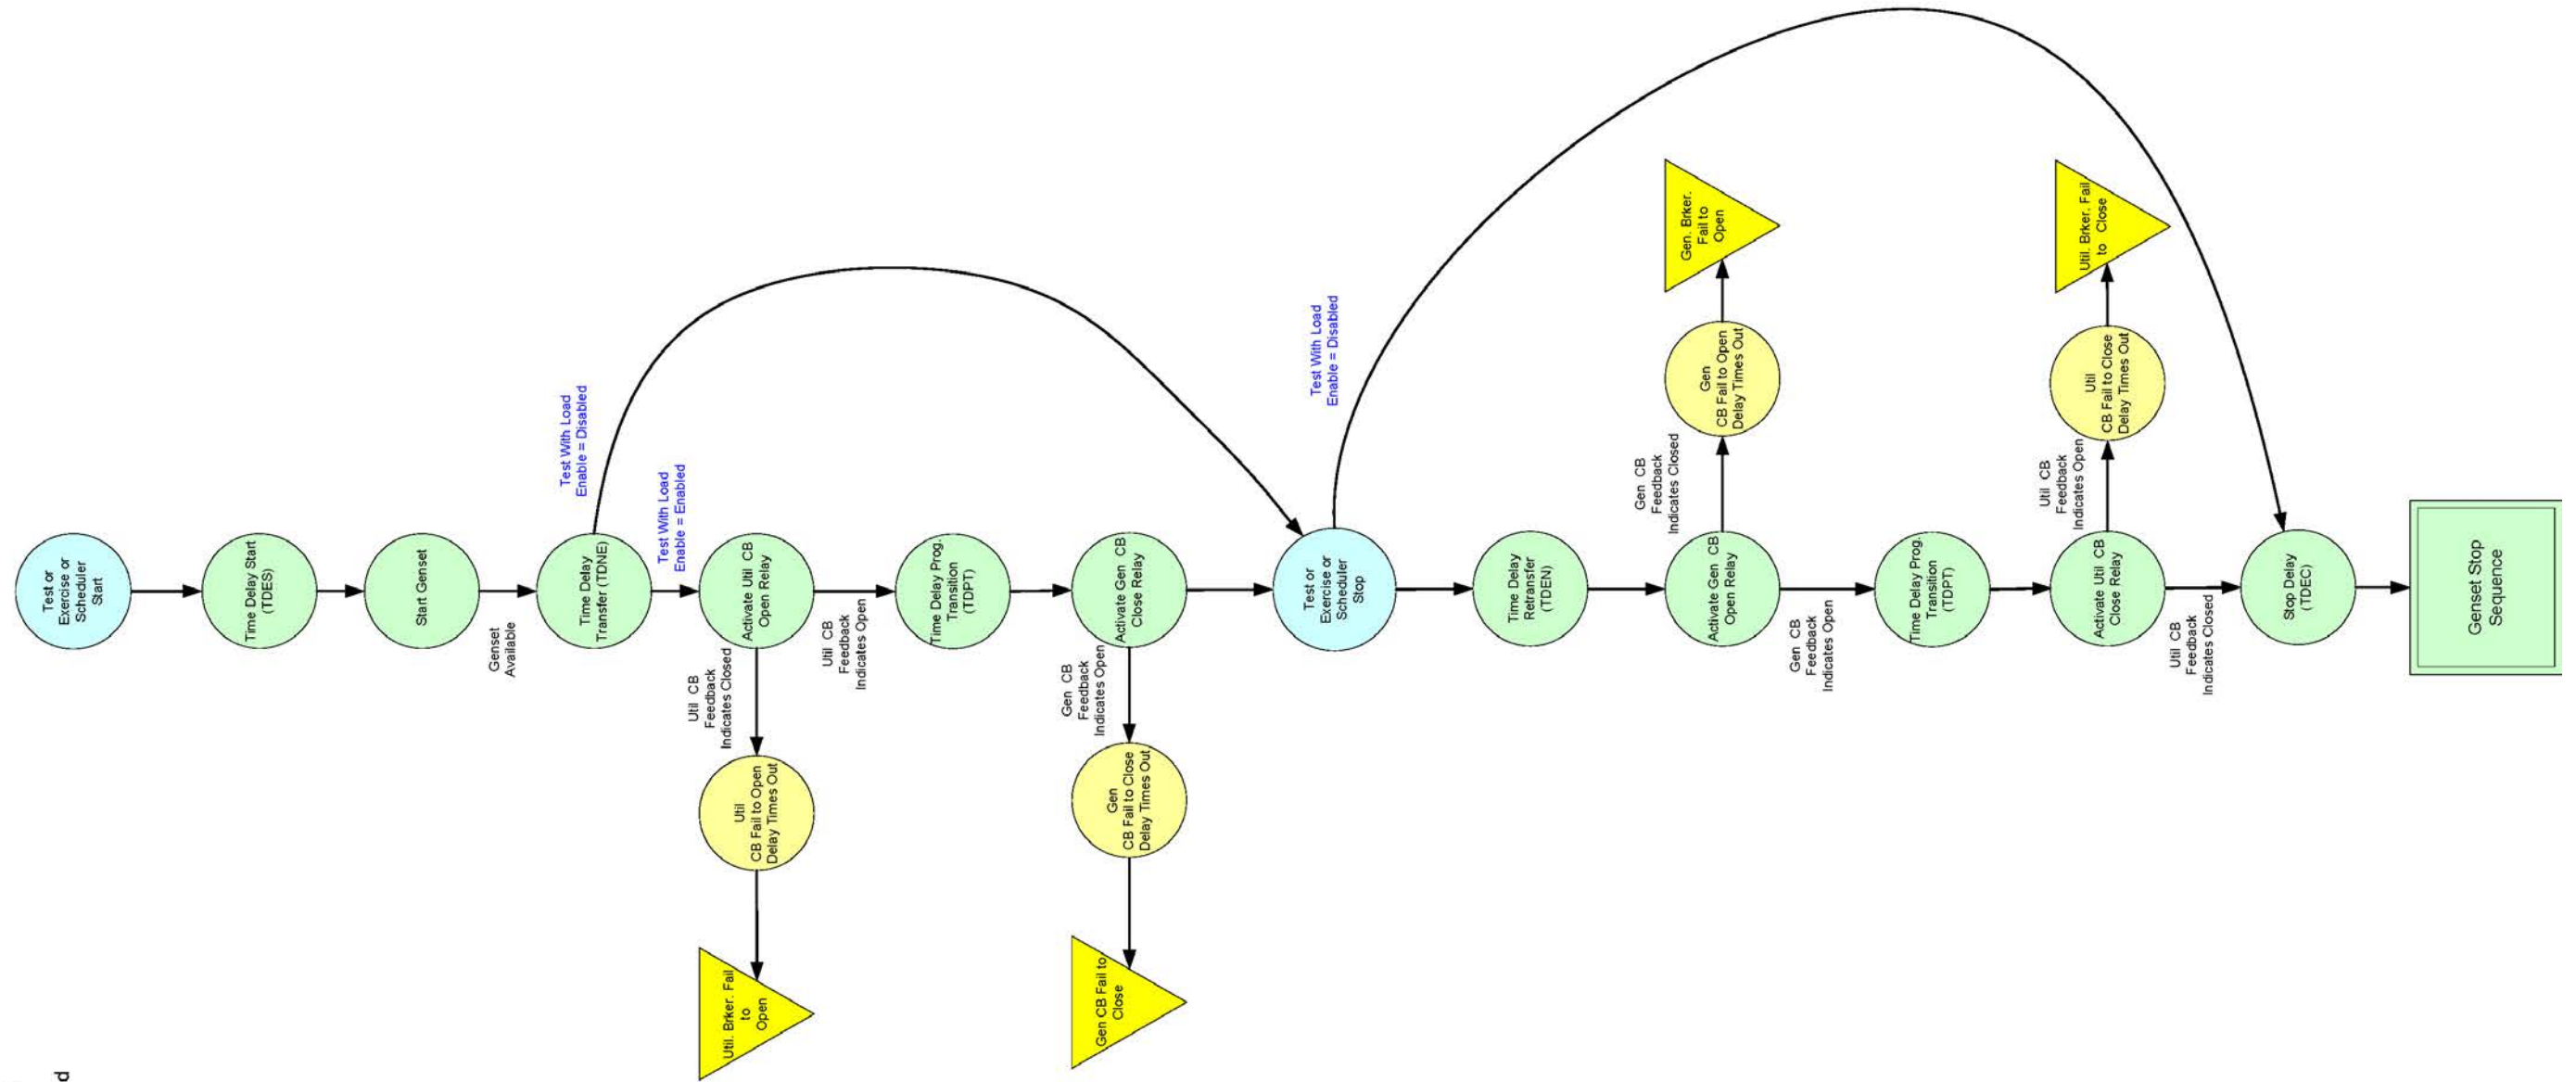 Test or
Exercise or
Scheduler
Start
Time Delay Start
(TDES)
Start Genset
Genset
Available
Time Delay
Transfer (TDNE)
Test With Load
Enable = Disabled
Test With Load
Enable = Enabled
Activate Util CB
Open Relay
Util CB
Feedback
Indicates Closed
Util
CB Fail to Open
Delay Times Out
Util. Brker. Fail
to
Open
Util CB
Feedback
Indicates Open
Time Delay Prog.
Transition
(TDPT)
Activate Gen CB
Close Relay
Gen CB
Feedback
Indicates Open
Gen
CB Fail to Close
Delay Times Out
Gen CB Fail to
Close
Test or
Exercise or
Scheduler
Stop
Test With Load
Enable = Disabled
Time Delay
Retransfer
(TDEN)
Activate Gen CB
Open Relay
Gen CB
Feedback
Indicates Closed
Gen
CB Fail to Open
Delay Times Out
Gen. Brker.
Fail to
Open
Gen CB
Feedback
Indicates Open
Time Delay Prog.
Transition
(TDPT)
Activate Util CB
Close Relay
Util CB
Feedback
Indicates Open
Util
CB Fail to Close
Delay Times Out
Util. Brker. Fail
to Close
Util CB
Feedback
Indicates Closed
Stop Delay
(TDEC)
Genset Stop
Sequence
d